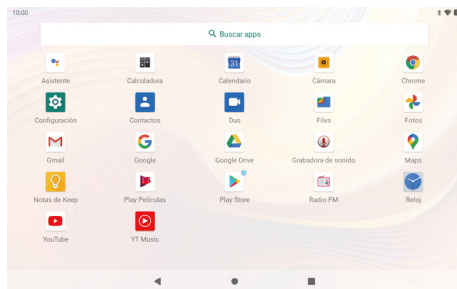 10:00
Buscar apps
31
Asistente Calculadora Calendario Cámara Chrome
Configuración Contactos Duo Files Fotos
Gmail Google Google Drive Grabadora de sonido Maps
Notas de Keep Play Películas Play Store Radio FM Reloj
YouTube YT Music